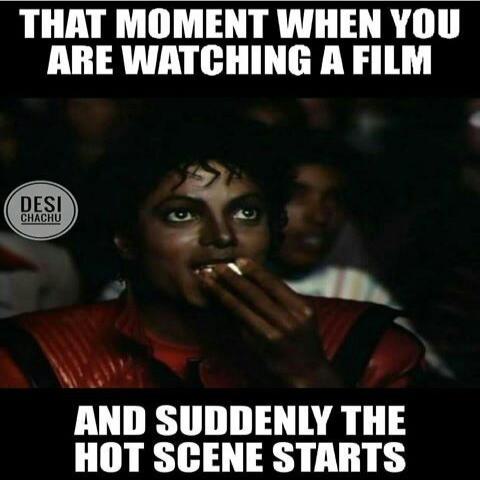 THAT MOMENT WHEN YOU
ARE WATCHING A FILM
DESI
CHACHU
AND SUDDENLY THE
HOT SCENE STARTS